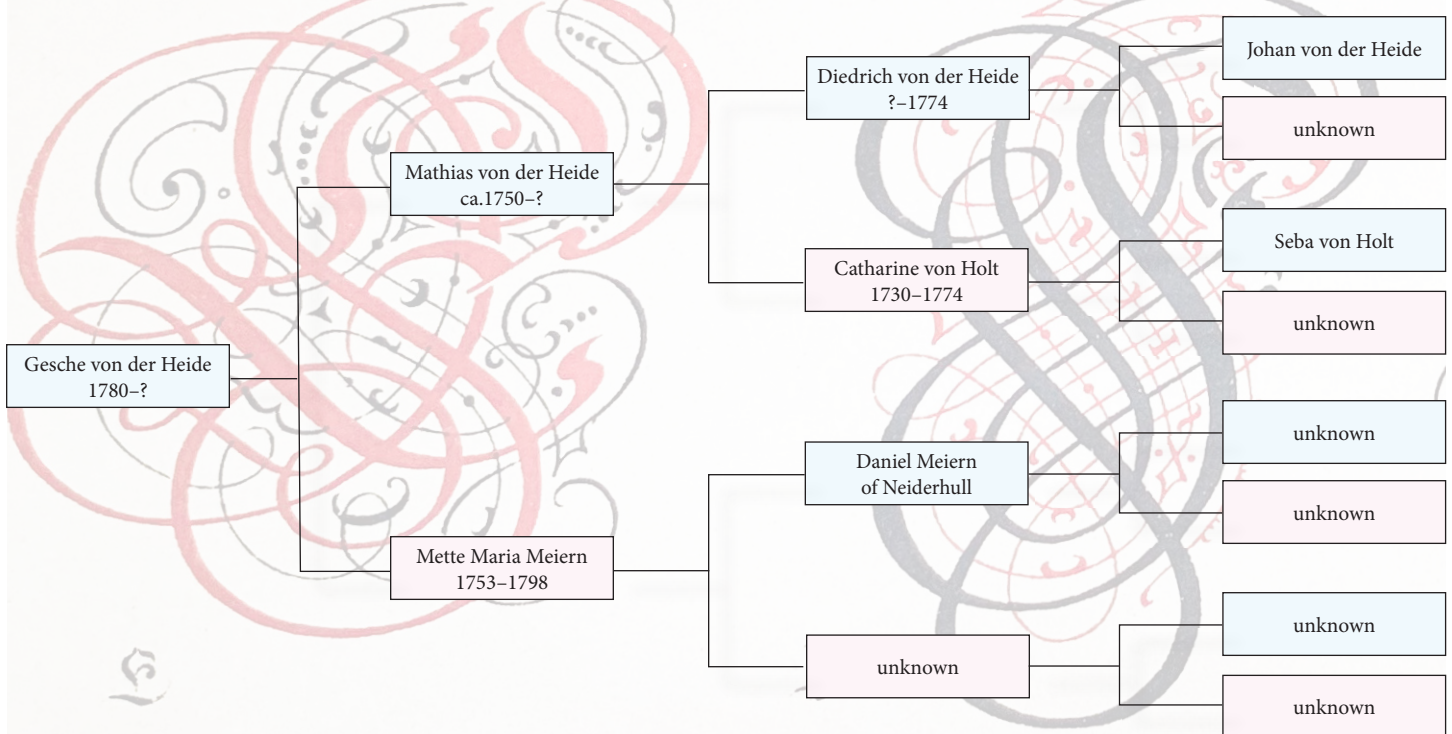 Johan von der Heide
Diedrich von der Heide
?–1774
unknown
Mathias von der Heide
ca.1750–?
Seba von Holt
Catharine von Holt
1730–1774
unknown
Gesche von der Heide
1780–?
unknown
Daniel Meiern
of Neiderhull
unknown
Mette Maria Meiern
1753–1798
unknown
unknown
unknown